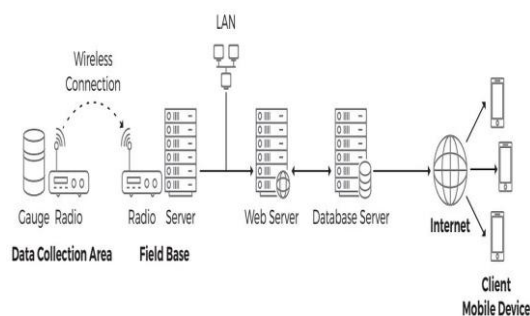 LAN
Wireless
Connection
Gauge Radio
Radio Server
Web Server
Database Server
Internet
Data Collection Area
Field Base
Client
Mobile Device